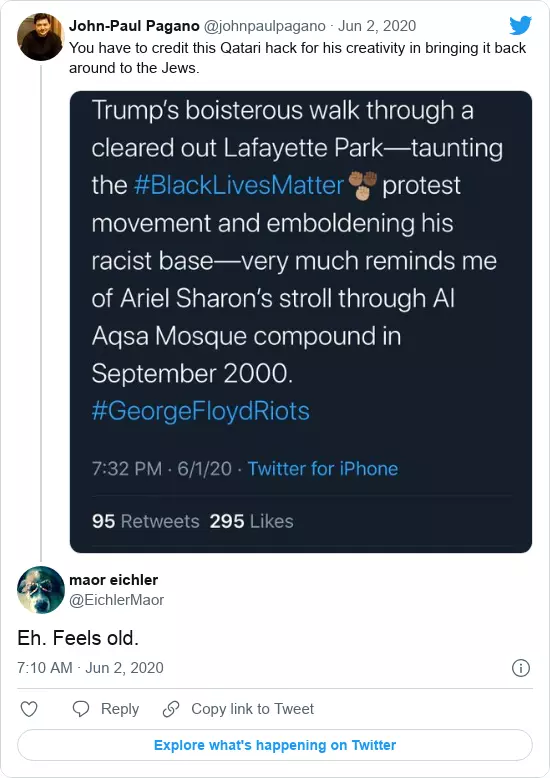 John-Paul Pagano @johnpaulpagano · Jun 2, 2020
You have to credit this Qatari hack for his creativity in bringing it back
around to the Jews.
Trump's boisterous walk through a
cleared out Lafayette Park—taunting
the #BlackLivesMatter✊🏾✊🏽✊🏼 protest
movement and emboldening his
racist base—very much reminds me
of Ariel Sharon's stroll through Al
Aqsa Mosque compound in
September 2000.
#GeorgeFloydRiots
7:32 PM · 6/1/20 · Twitter for iPhone
95 Retweets 295 Likes
maor eichler
@EichlerMaor
Eh. Feels old.
7:10 AM · Jun 2, 2020
Reply
Copy link to Tweet
Explore what's happening on Twitter